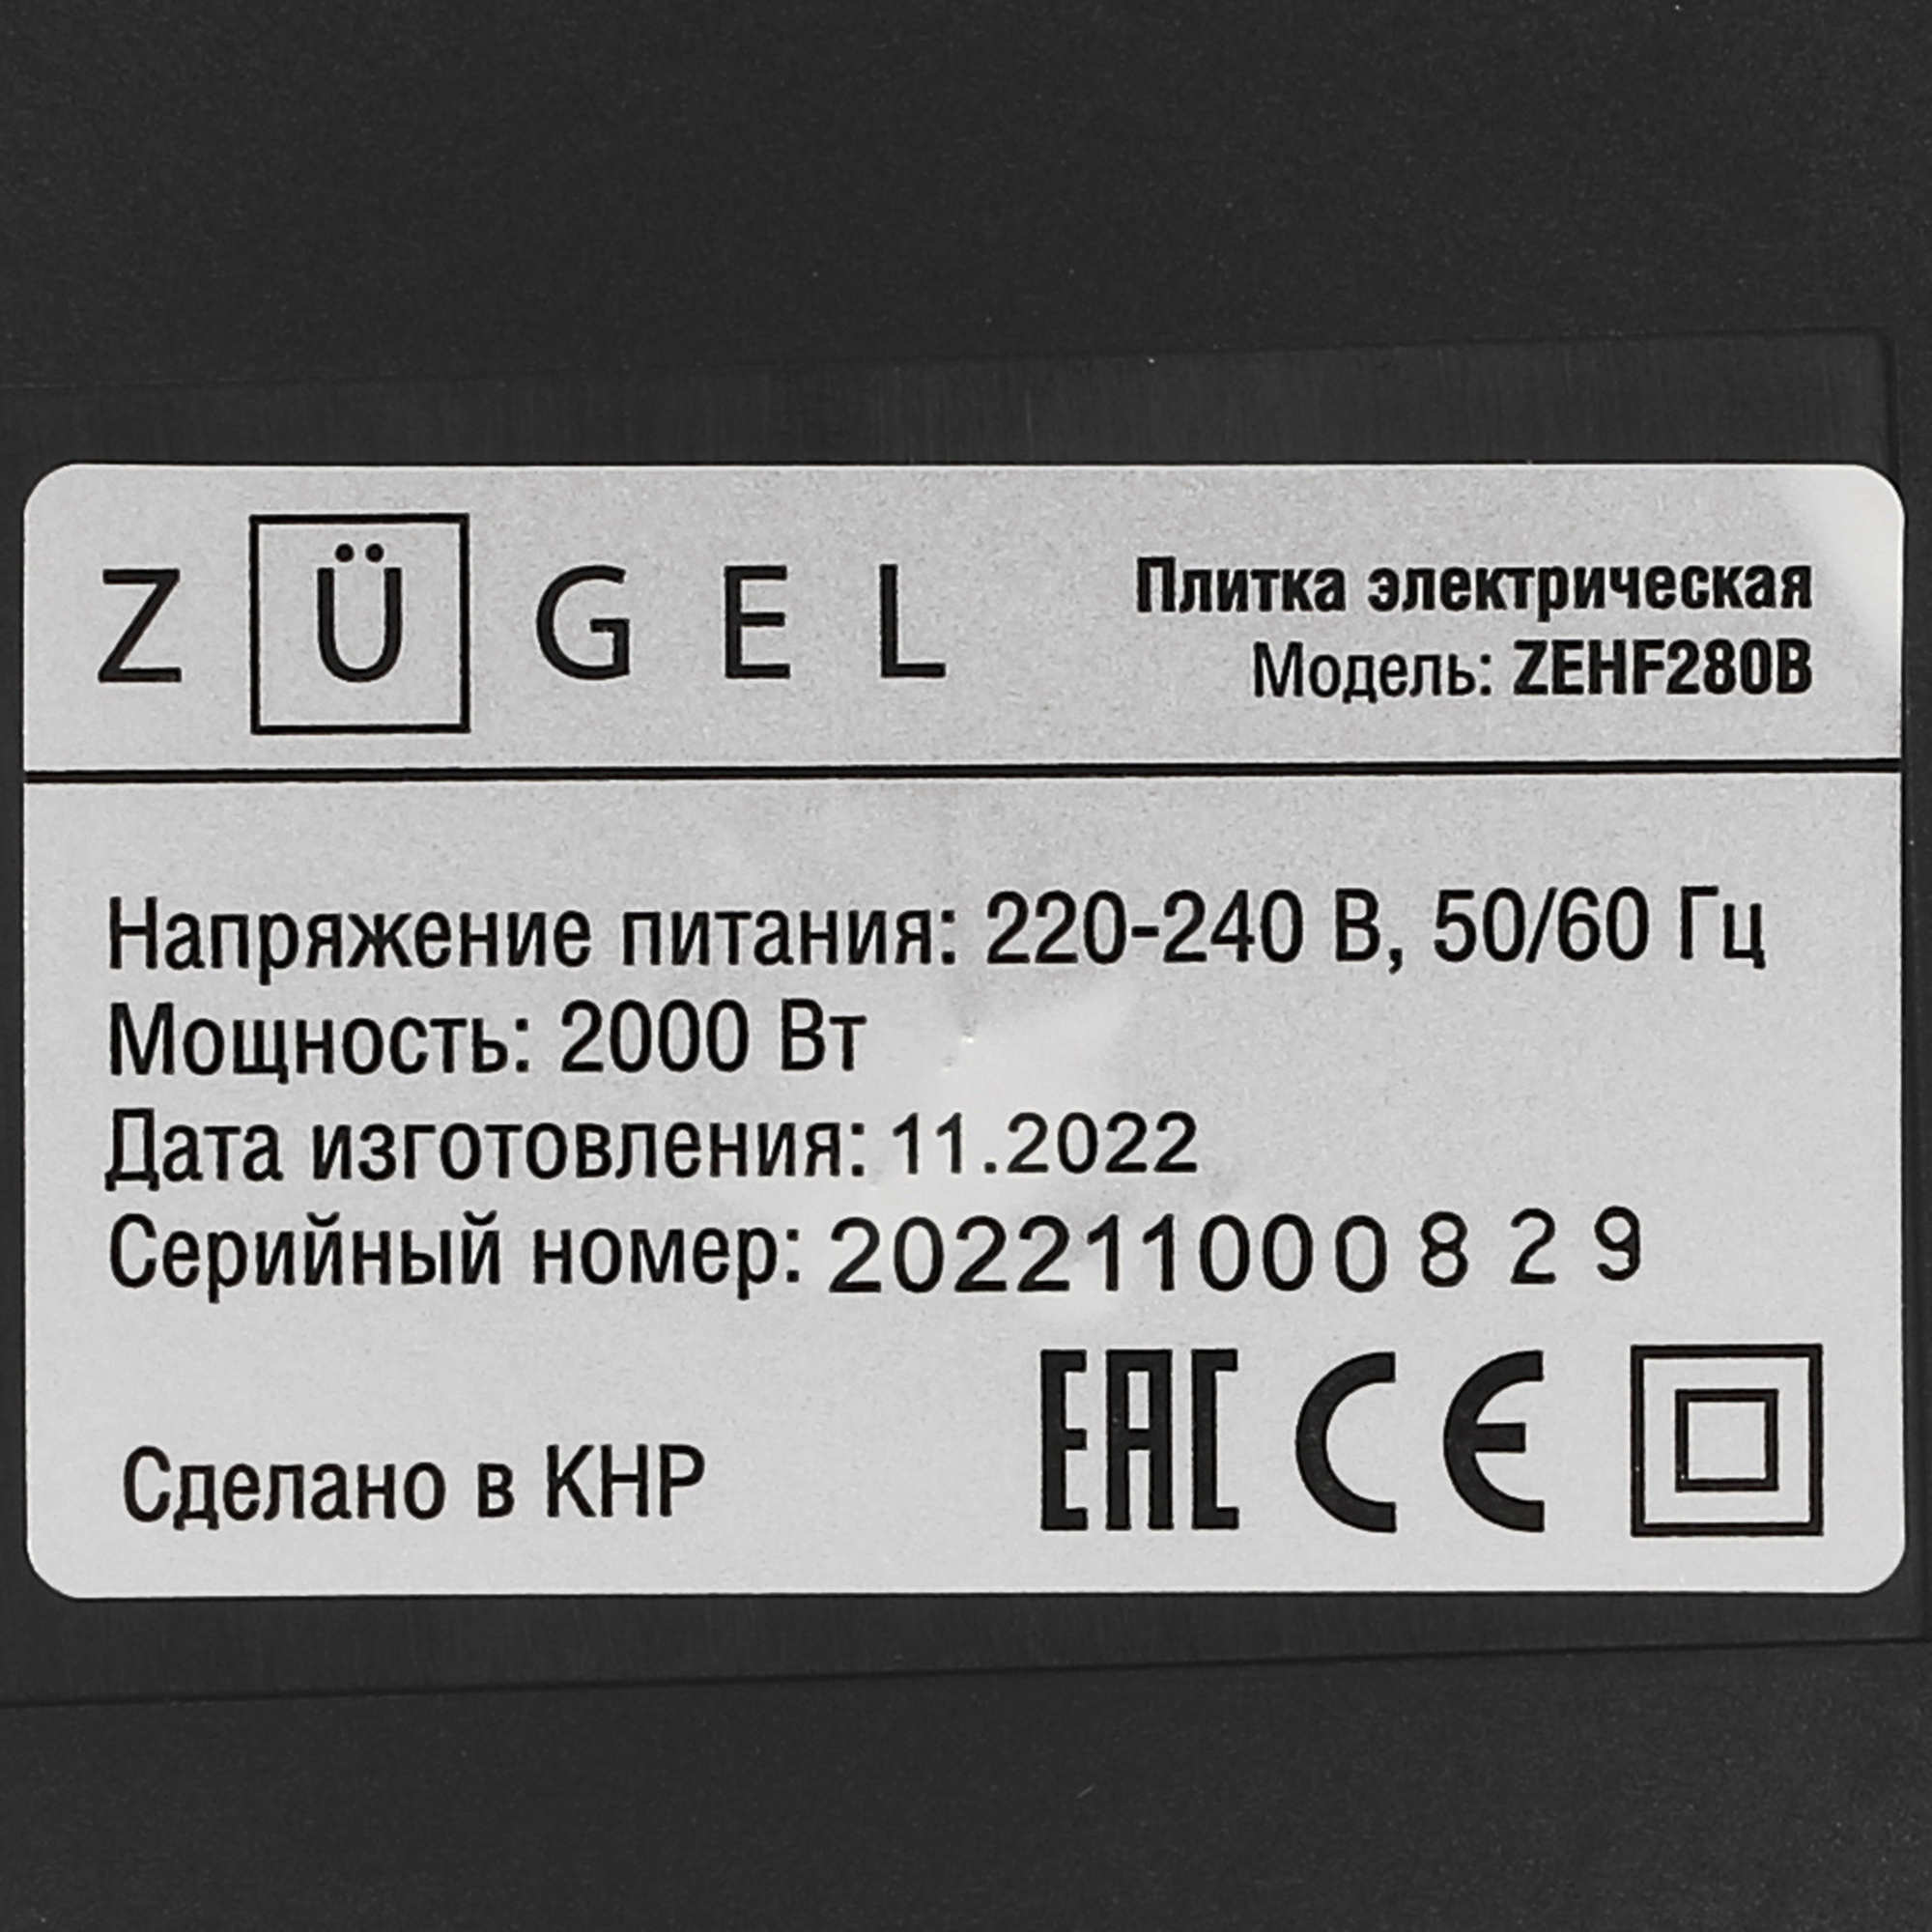 ZÜGEL
Плитка электрическая
Модель: ZEHF280B
Напряжение питания: 220-240 В, 50/60 Гц
Мощность: 2000 Вт
Дата изготовления: 11.2022
Серийный номер: 202211000829
Сделано в КНР
EAC CE